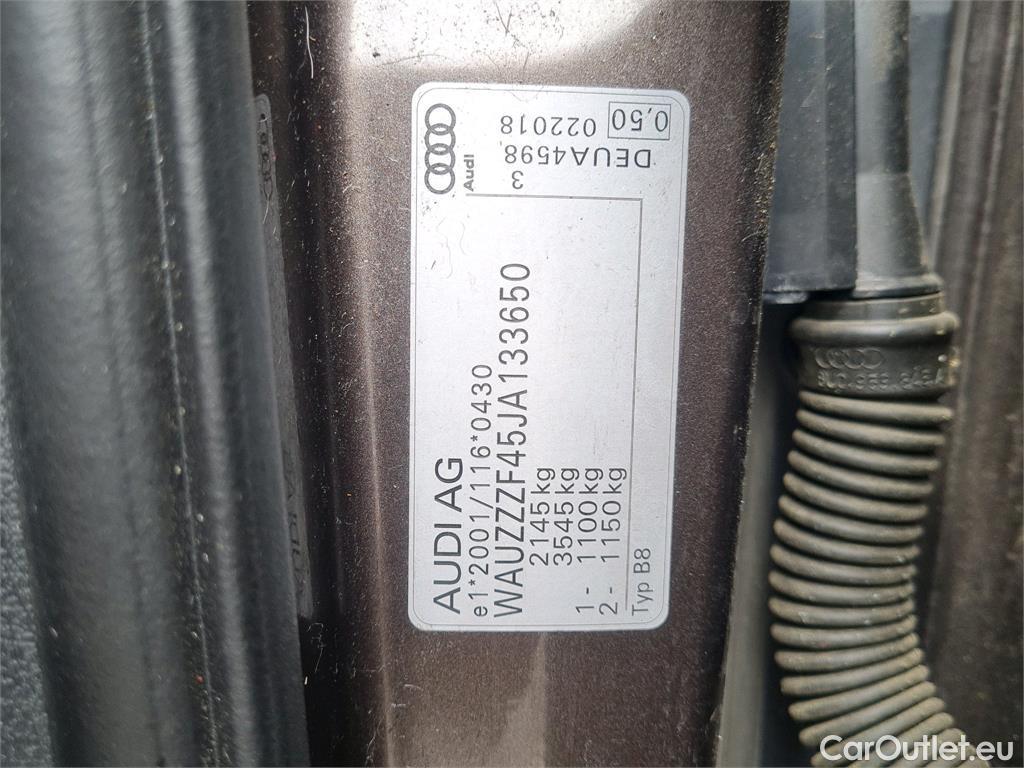 AUDI AG
e1*2001/116*0430
WAUZZZF45JA133650
2145kg
3545kg
1 - 1100kg
2 - 1150kg
Typ B8
Audi
3
DEUA4598
022018
0,50
CarOutlet.eu